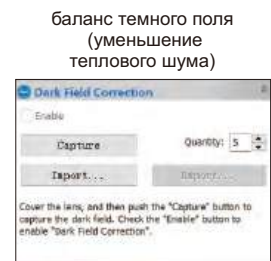 баланс темного поля
(уменьшение
теплового шума)
Dark Field Correction
Enable
Capture
Quantity: 5
Import...
Export...
Cover the lens, and then push the "Capture" button to
capture the dark field. Check the "Enable" button to
enable "Dark Field Correction".